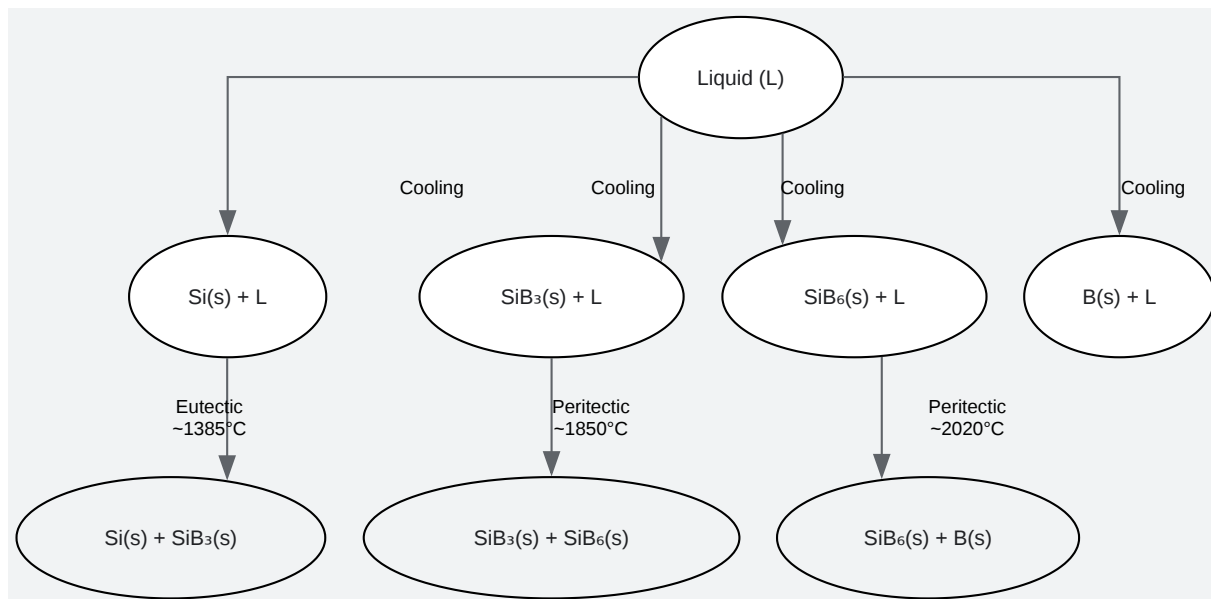 Liquid (L)
Cooling
Cooling
Cooling
Cooling
Si(s) + L
SiB₃(s) + L
SiB₆(s) + L
B(s) + L
Eutectic
~1385°C
Peritectic
~1850°C
Peritectic
~2020°C
Si(s) + SiB₃(s)
SiB₃(s) + SiB₆(s)
SiB₆(s) + B(s)